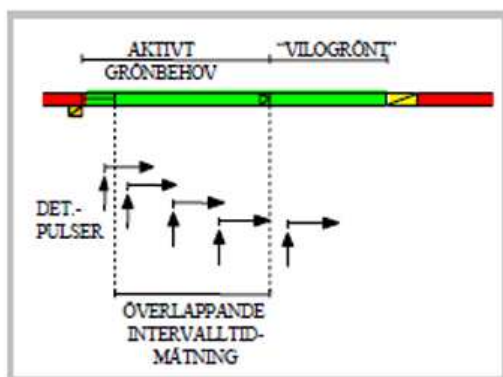 AKTIVT
GRÖNBEHOV
“VILOGRÖNT”
DET.-
PULSER
ÖVERLAPPANDE
INTERVALLTID-
MÄTNING